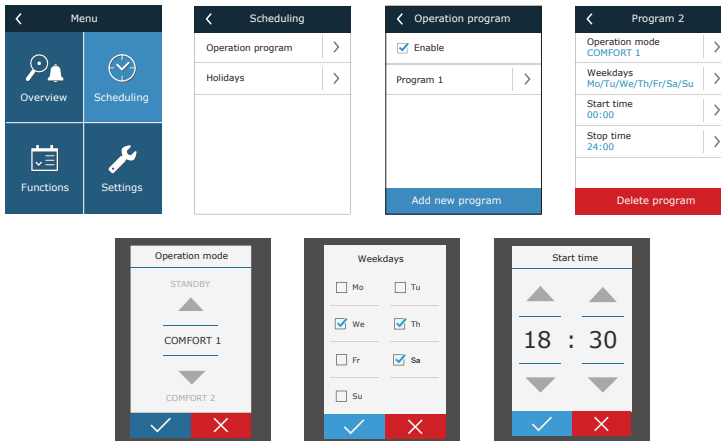 Menu
Overview
Scheduling
Functions
Settings
Scheduling
Operation program
Holidays
Operation program
Enable
Program 1
Add new program
Program 2
Operation mode
COMFORT 1
Weekdays
Mo/Tu/We/Th/Fr/Sa/Su
Start time
00:00
Stop time
24:00
Delete program
Operation mode
STANDBY
COMFORT 1
COMFORT 2
Weekdays
Mo Tu
We Th
Fr Sa
Su
Start time
18 : 30